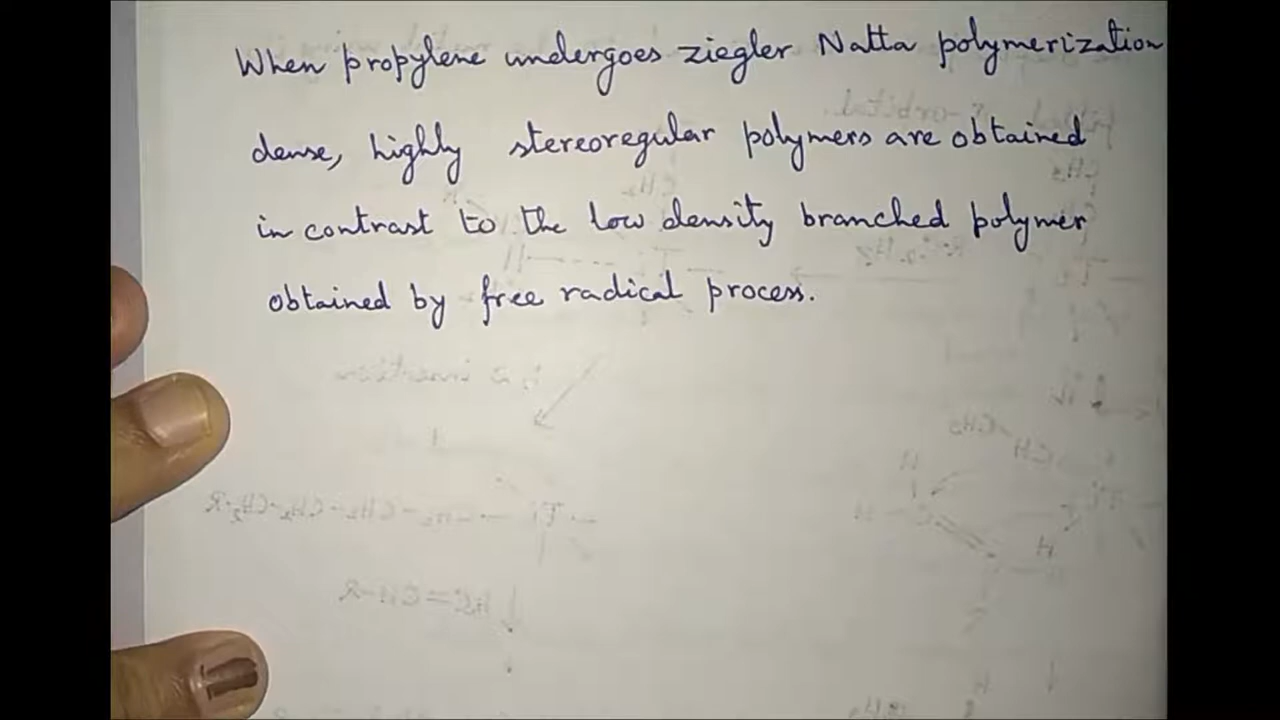 When propylene undergoes ziegler Natta polymerization
dense, highly stereoregular polymers are obtained
in contrast to the low density branched polymer
obtained by free radical process.